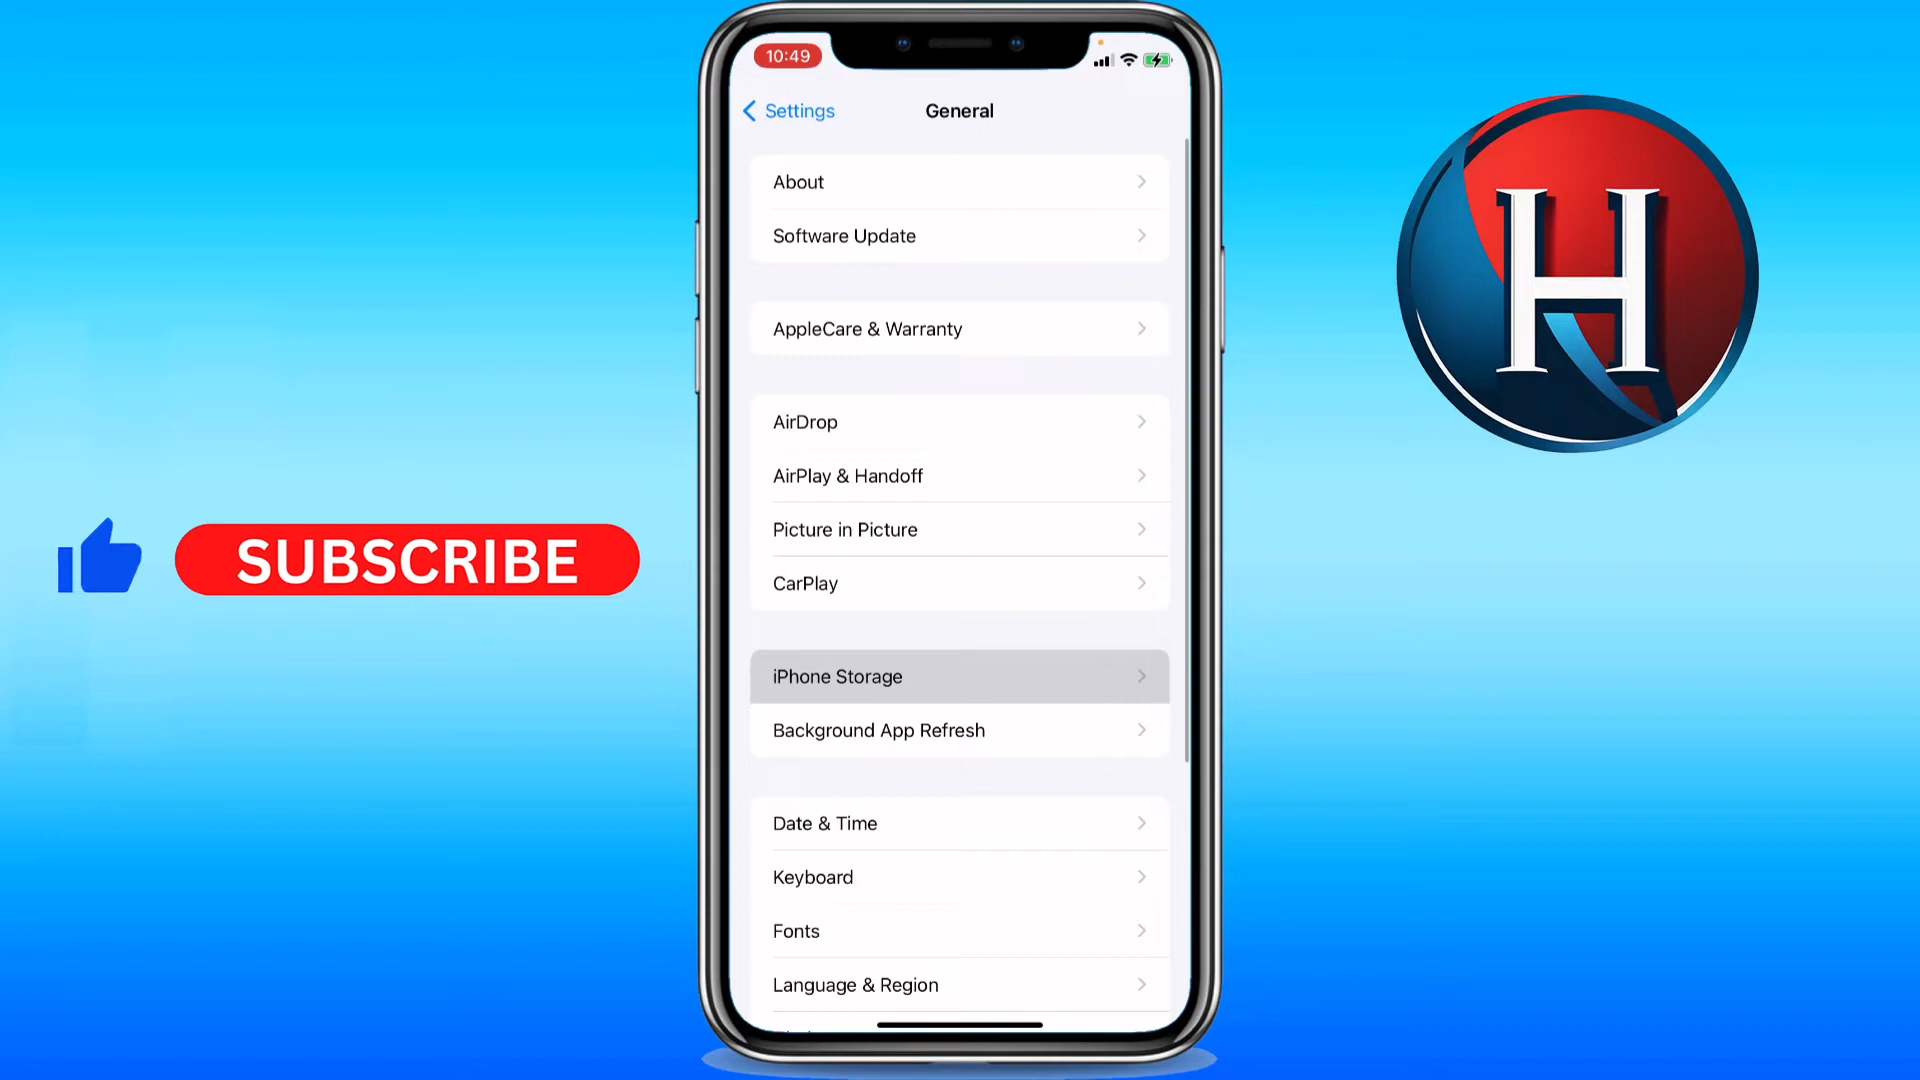 10:49
Settings
General
About
Software Update
AppleCare & Warranty
AirDrop
AirPlay & Handoff
Picture in Picture
CarPlay
SUBSCRIBE
H
iPhone Storage
Background App Refresh
Date & Time
Keyboard
Fonts
Language & Region